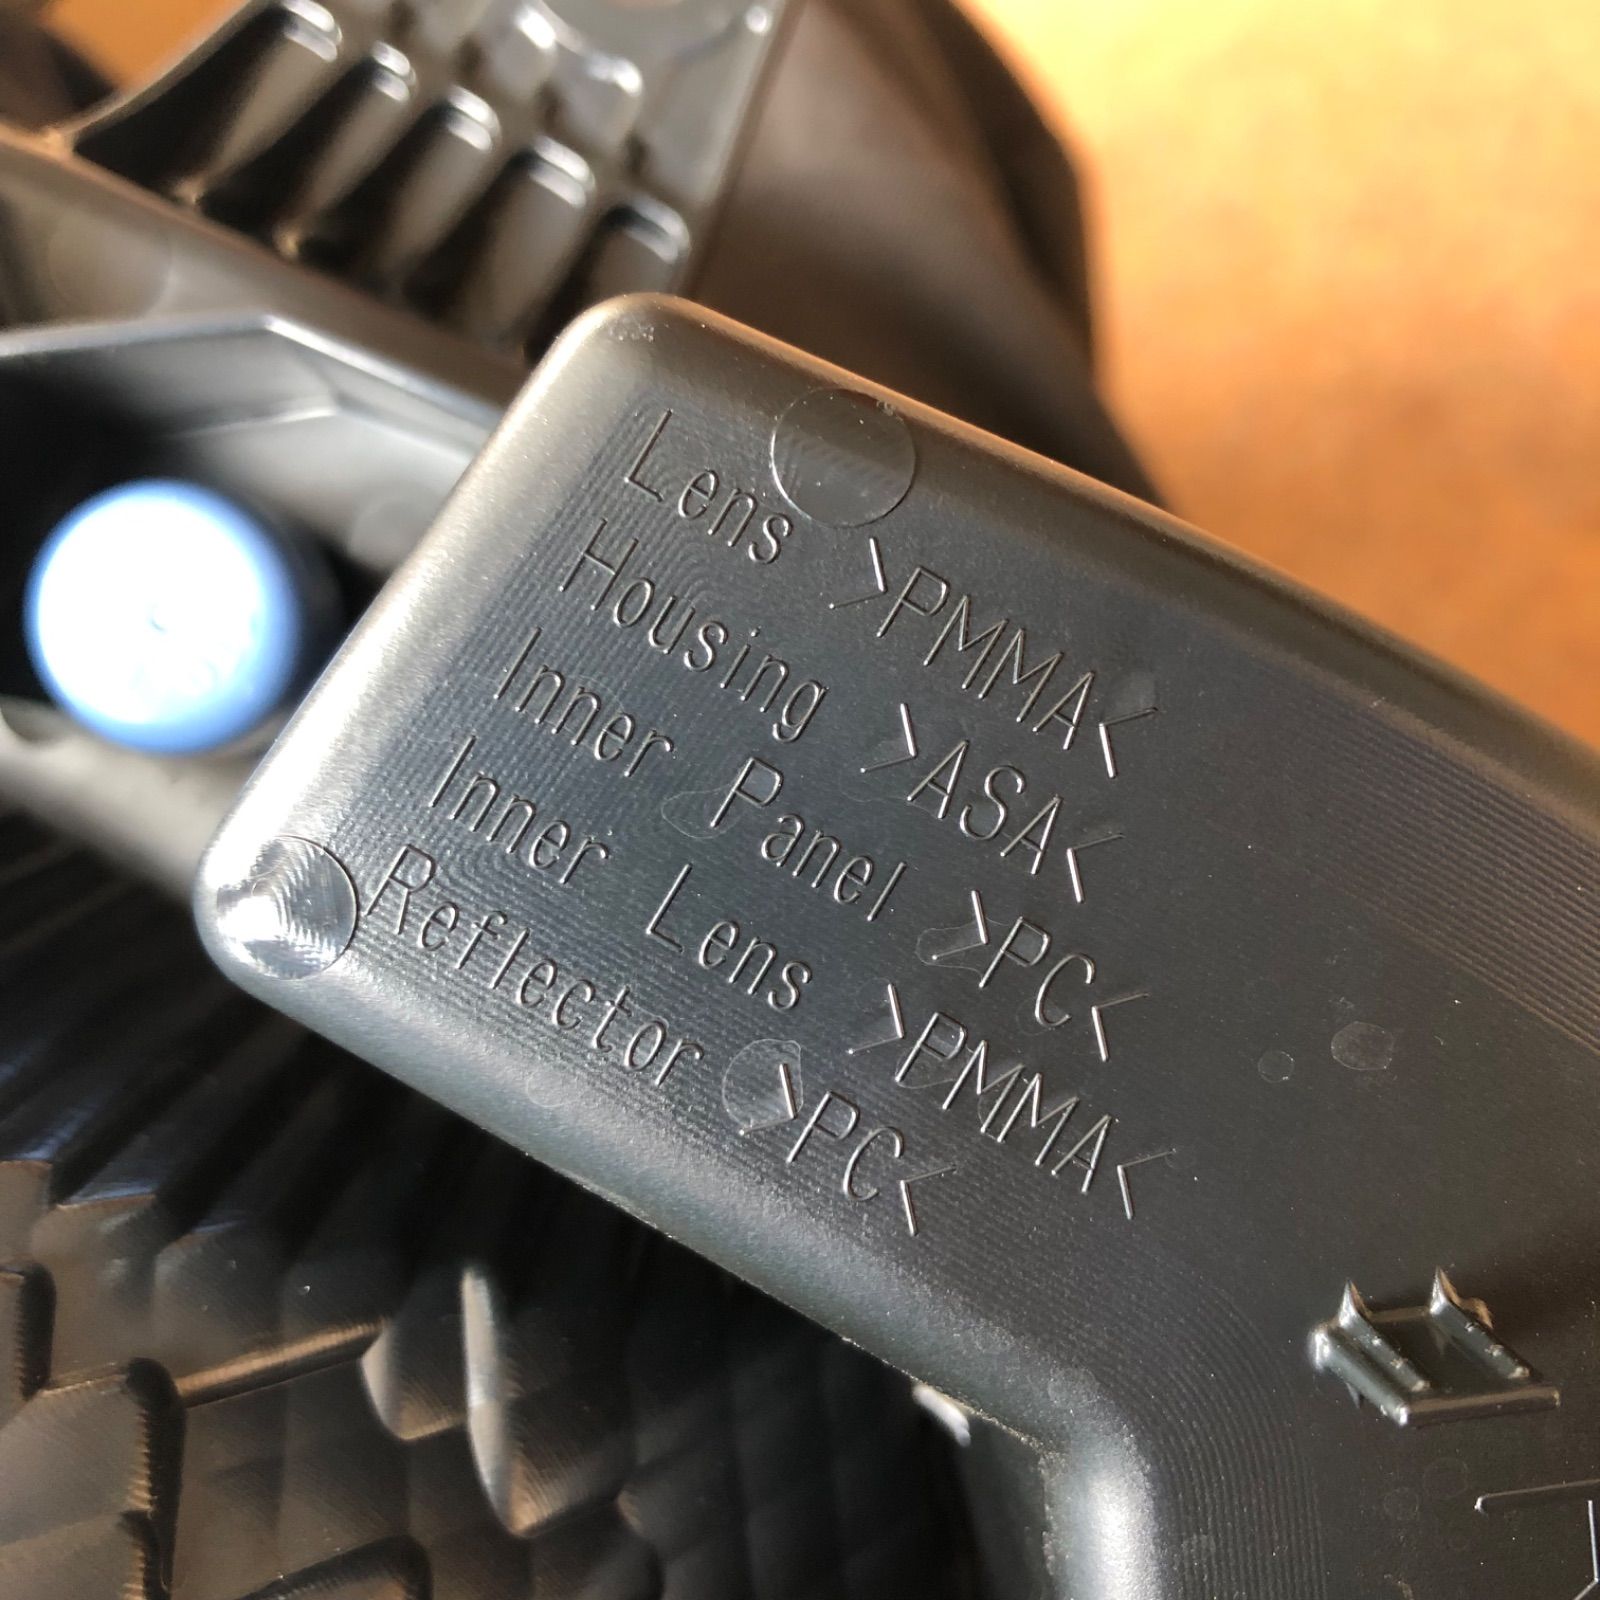 Lens >PMMA<
Housing >ASA<
Inner Panel >PC<
Inner Lens >PMMA<
Reflector >PC<